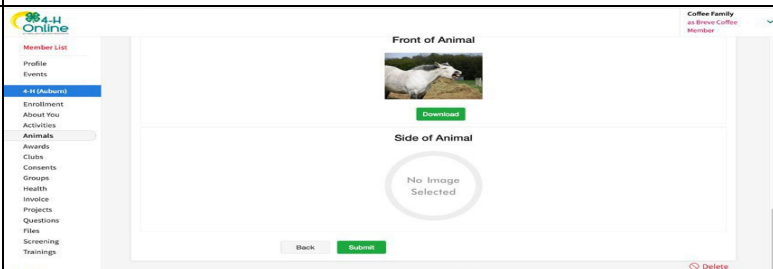 4-H
Online
Coffee Family
as Breve Coffee
Member
Member List
Profile
Events
4-H (Auburn)
Enrollment
About You
Activities
Animals
Awards
Clubs
Consents
Groups
Health
Invoice
Projects
Questions
Files
Screening
Trainings
Front of Animal
Download
Side of Animal
No Image
Selected
Back
Submit
Delete